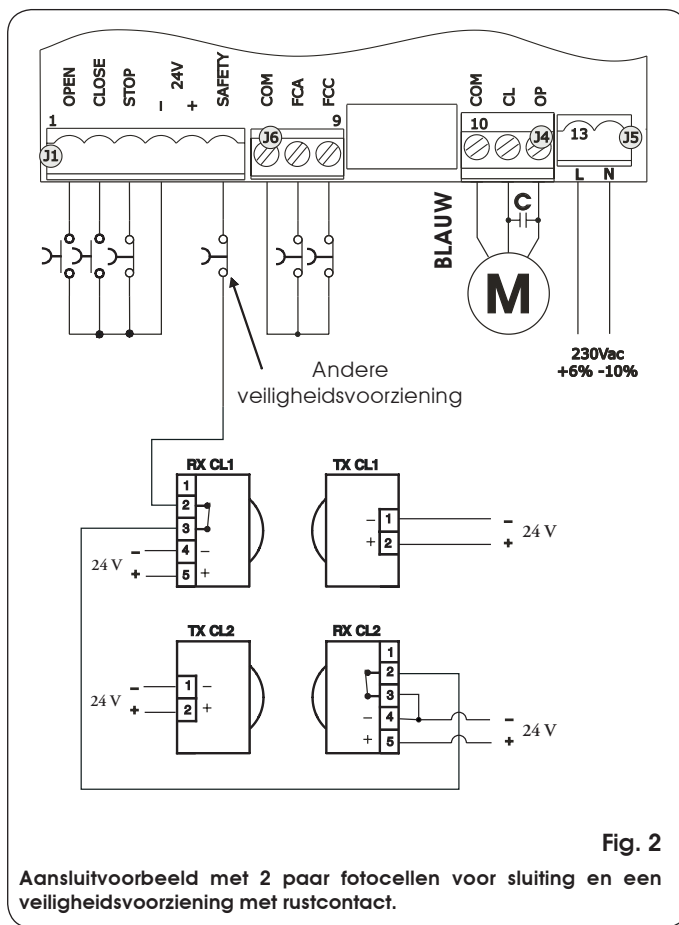 OPEN CLOSE STOP – 24V + SAFETY COM FCA FCC COM CL OP
1 9 10 13
J1 J6 J4 J5
L N
BLAUW C
M
230Vac
+6% -10%
Andere
veiligheidsvoorziening
RX CL1 TX CL1
1
2 – 1 – 24 V
3 + 2 +
24 V – 4 –
+ 5 +
TX CL2 RX CL2
1
24 V – 1 – 2
+ 2 + 3
– 4 – 24 V
+ 5 +
Fig. 2
Aansluitvoorbeeld met 2 paar fotocellen voor sluiting en een
veiligheidsvoorziening met rustcontact.